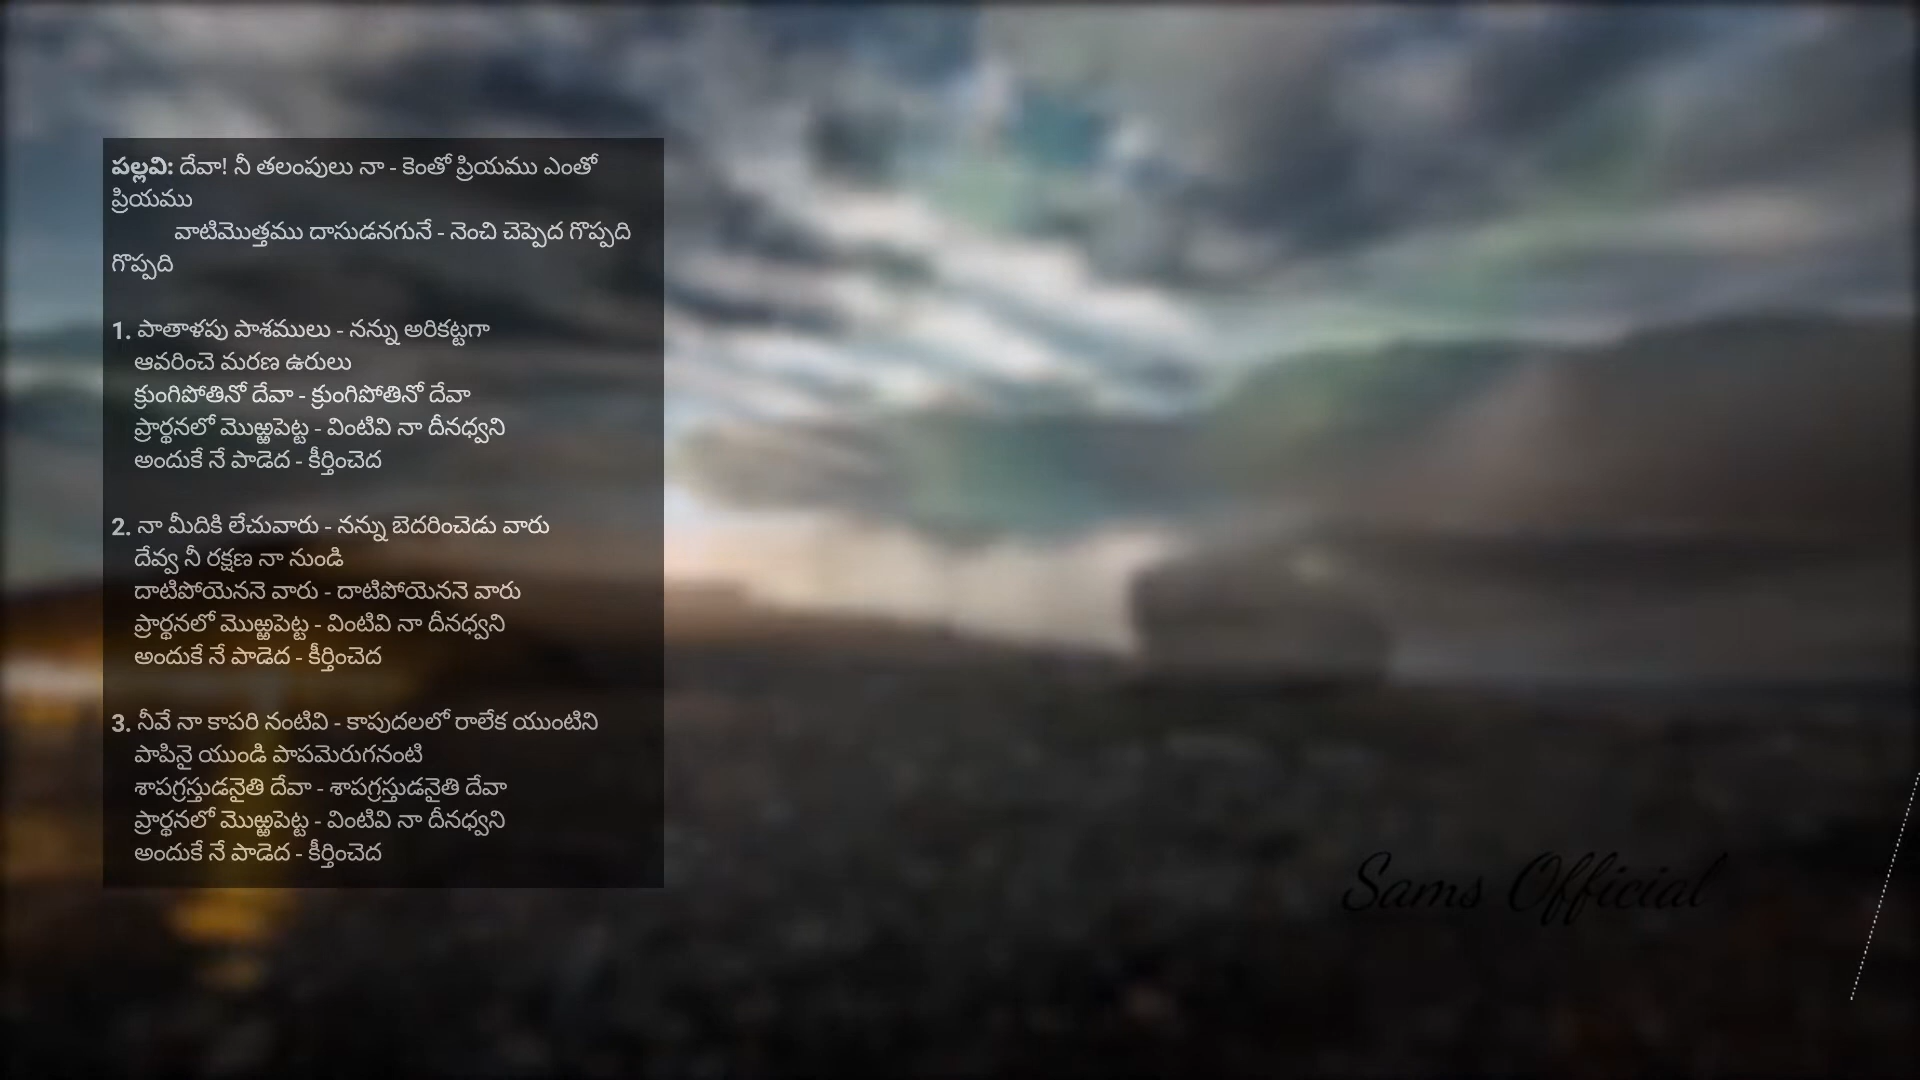 పల్లవి: దేవా! నీ తలంపులు నా - కెంతో ప్రియము ఎంతో
ప్రియము
వాటిమొత్తము దాసుడనగునే - నెంచి చెప్పెద గొప్పది
గొప్పది
1. పాతాళపు పాశములు - నన్ను అరికట్టగా
ఆవరించె మరణ ఉరులు
క్రుంగిపోతినో దేవా - క్రుంగిపోతినో దేవా
ప్రార్థనలో మొఱ్ఱపెట్ట - వింటివి నా దీనధ్వని
అందుకే నే పాడెద - కీర్తించెద
2. నా మీదికి లేచువారు - నన్ను బెదరించెడు వారు
దేవ్వ నీ రక్షణ నా నుండి
దాటిపోయెననె వారు - దాటిపోయెననె వారు
ప్రార్థనలో మొఱ్ఱపెట్ట - వింటివి నా దీనధ్వని
అందుకే నే పాడెద - కీర్తించెద
3. నీవే నా కాపరి నంటివి - కాపుదలలో రాలేక యుంటిని
పాపినై యుండి పాపమెరుగనంటి
శాపగ్రస్తుడనైతి దేవా - శాపగ్రస్తుడనైతి దేవా
ప్రార్థనలో మొఱ్ఱపెట్ట - వింటివి నా దీనధ్వని
అందుకే నే పాడెద - కీర్తించెద
Sams Official